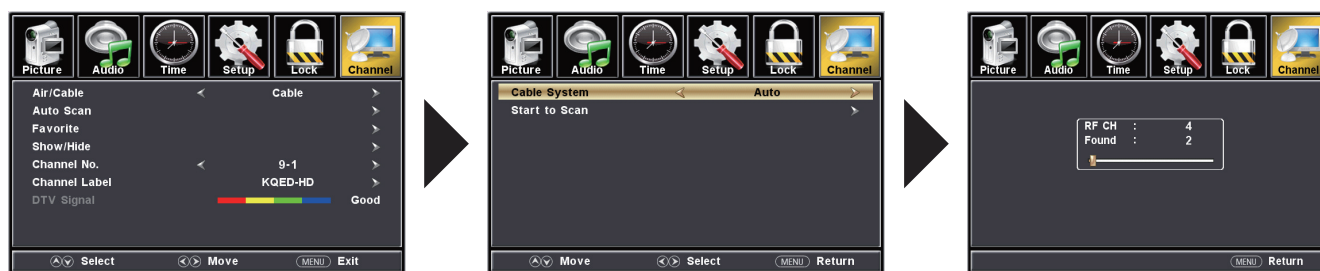 Picture Audio Time Setup Lock Channel
Air/Cable Cable
Auto Scan
Favorite
Show/Hide
Channel No. 9-1
Channel Label KQED-HD
DTV Signal Good
Select Move MENU Exit
Picture Audio Time Setup Lock Channel
Cable System Auto
Start to Scan
Move Select MENU Return
Picture Audio Time Setup Lock Channel
RF CH : 4
Found : 2
MENU Return